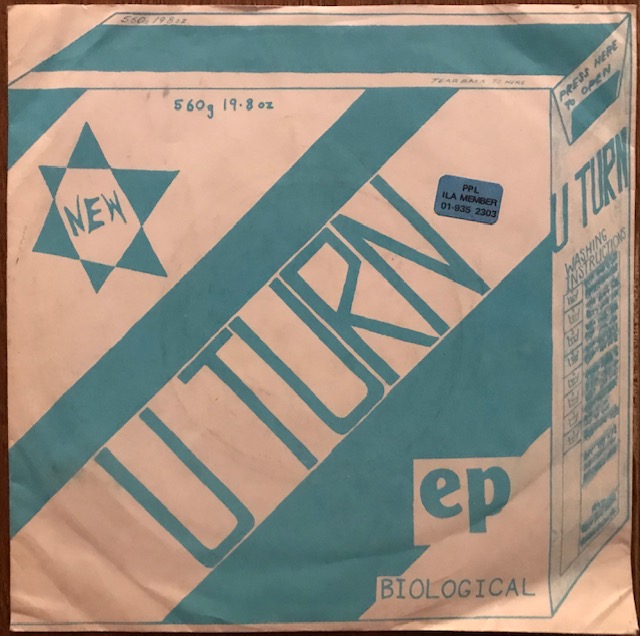 560g 19.8oz
TEAR BACK TO HERE
PRESS HERE
TO OPEN
560g 19.8 oz
NEW
PPL
ILA MEMBER
01-935 2303
U TURN
U TURN
WASHING
INSTRUCTIONS
ep
BIOLOGICAL